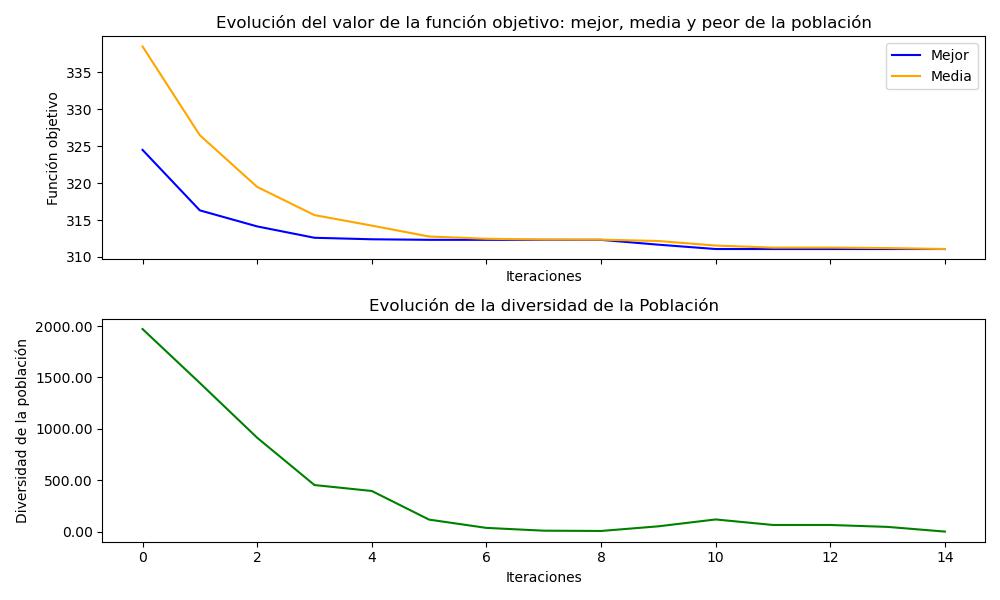 Evolución del valor de la función objetivo: mejor, media y peor de la población
Función objetivo
335
330
325
320
315
310
Mejor
Media
Iteraciones
Evolución de la diversidad de la Población
Diversidad de la población
2000.00
1500.00
1000.00
500.00
0.00
0 2 4 6 8 10 12 14
Iteraciones